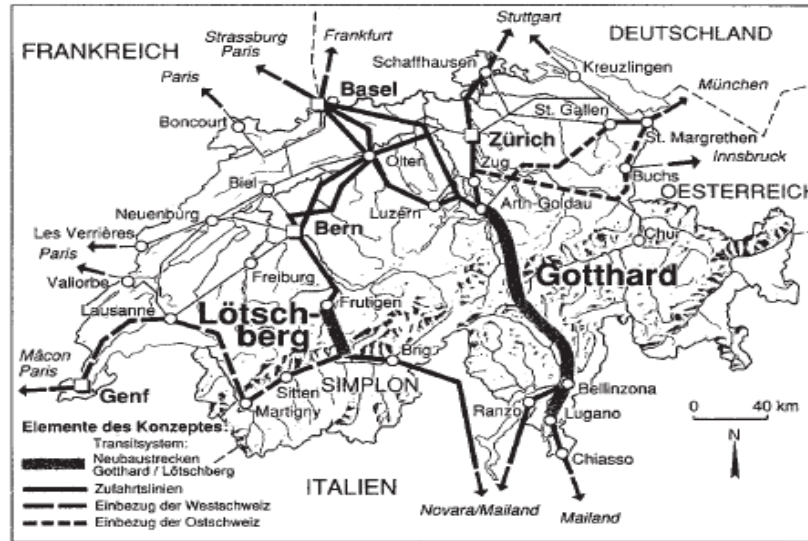 FRANKREICH
Strassburg
Paris
Frankfurt
Stuttgart
DEUTSCHLAND
Schaffhausen
Kreuzlingen
Paris
Basel
München
Boncourt
St. Gallen
Zürich
St. Margrethen
Olten
Zug
Innsbruck
Biel
Buchs
OESTERREICH
Luzern
Arth-Goldau
Neuenburg
Bern
Chur
Les Verrières
Paris
Gotthard
Freiburg
Vallorbe
Lötsch-
berg
Frutigen
Lausanne
Mâcon
Paris
Brig
SIMPLON
Genf
Sitten
Bellinzona
Martigny
Ranzo
Lugano
0 40 km
Elemente des Konzeptes:
Transitsystem:
Neubaustrecken
Gotthard / Lötschberg
Chiasso
N
Zufahrtslinien
ITALIEN
Einbezug der Westschweiz
Novara/Mailand
Mailand
Einbezug der Ostschweiz